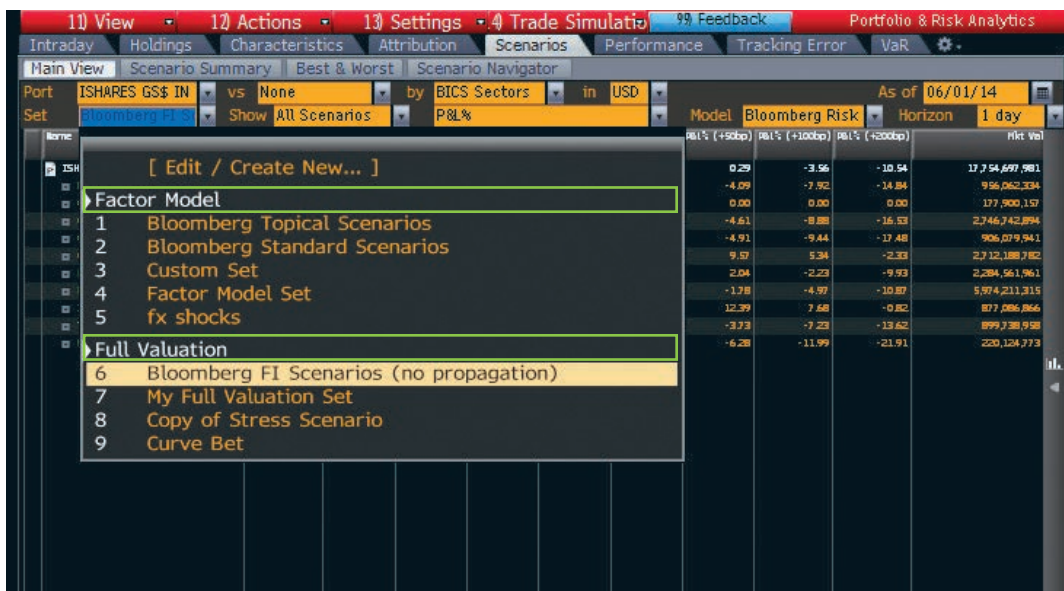 11) View 12) Actions 13) Settings 4) Trade Simulatio 99) Feedback Portfolio & Risk Analytics
Intraday Holdings Characteristics Attribution Scenarios Performance Tracking Error VaR
Main View Scenario Summary Best & Worst Scenario Navigator
Port ISHARES GS$ IN vs None by BICS Sectors in USD As of 06/01/14
Set Bloomberg FI S Show All Scenarios P&L% Model Bloomberg Risk Horizon 1 day
Name P&L% (+50bp) P&L% (+100bp) P&L% (+200bp) Mkt Val
[ Edit / Create New... ]
ISH 0.29 -3.56 -10.54 17,754,697,981
-4.09 -7.92 -14.84 956,062,334
Factor Model 0.00 0.00 0.00 177,900,157
1 Bloomberg Topical Scenarios -4.61 -8.88 -16.53 2,746,742,894
2 Bloomberg Standard Scenarios -4.91 -9.44 -17.48 906,079,941
9.57 5.34 -2.33 2,712,188,782
3 Custom Set 2.04 -2.23 -9.93 2,284,561,961
4 Factor Model Set -1.78 -4.97 -10.87 5,974,211,315
5 fx shocks 12.39 7.68 -0.82 877,086,866
-3.73 -7.23 -13.62 899,738,958
Full Valuation -6.28 -11.99 -21.91 220,124,773
6 Bloomberg FI Scenarios (no propagation)
7 My Full Valuation Set
8 Copy of Stress Scenario
9 Curve Bet